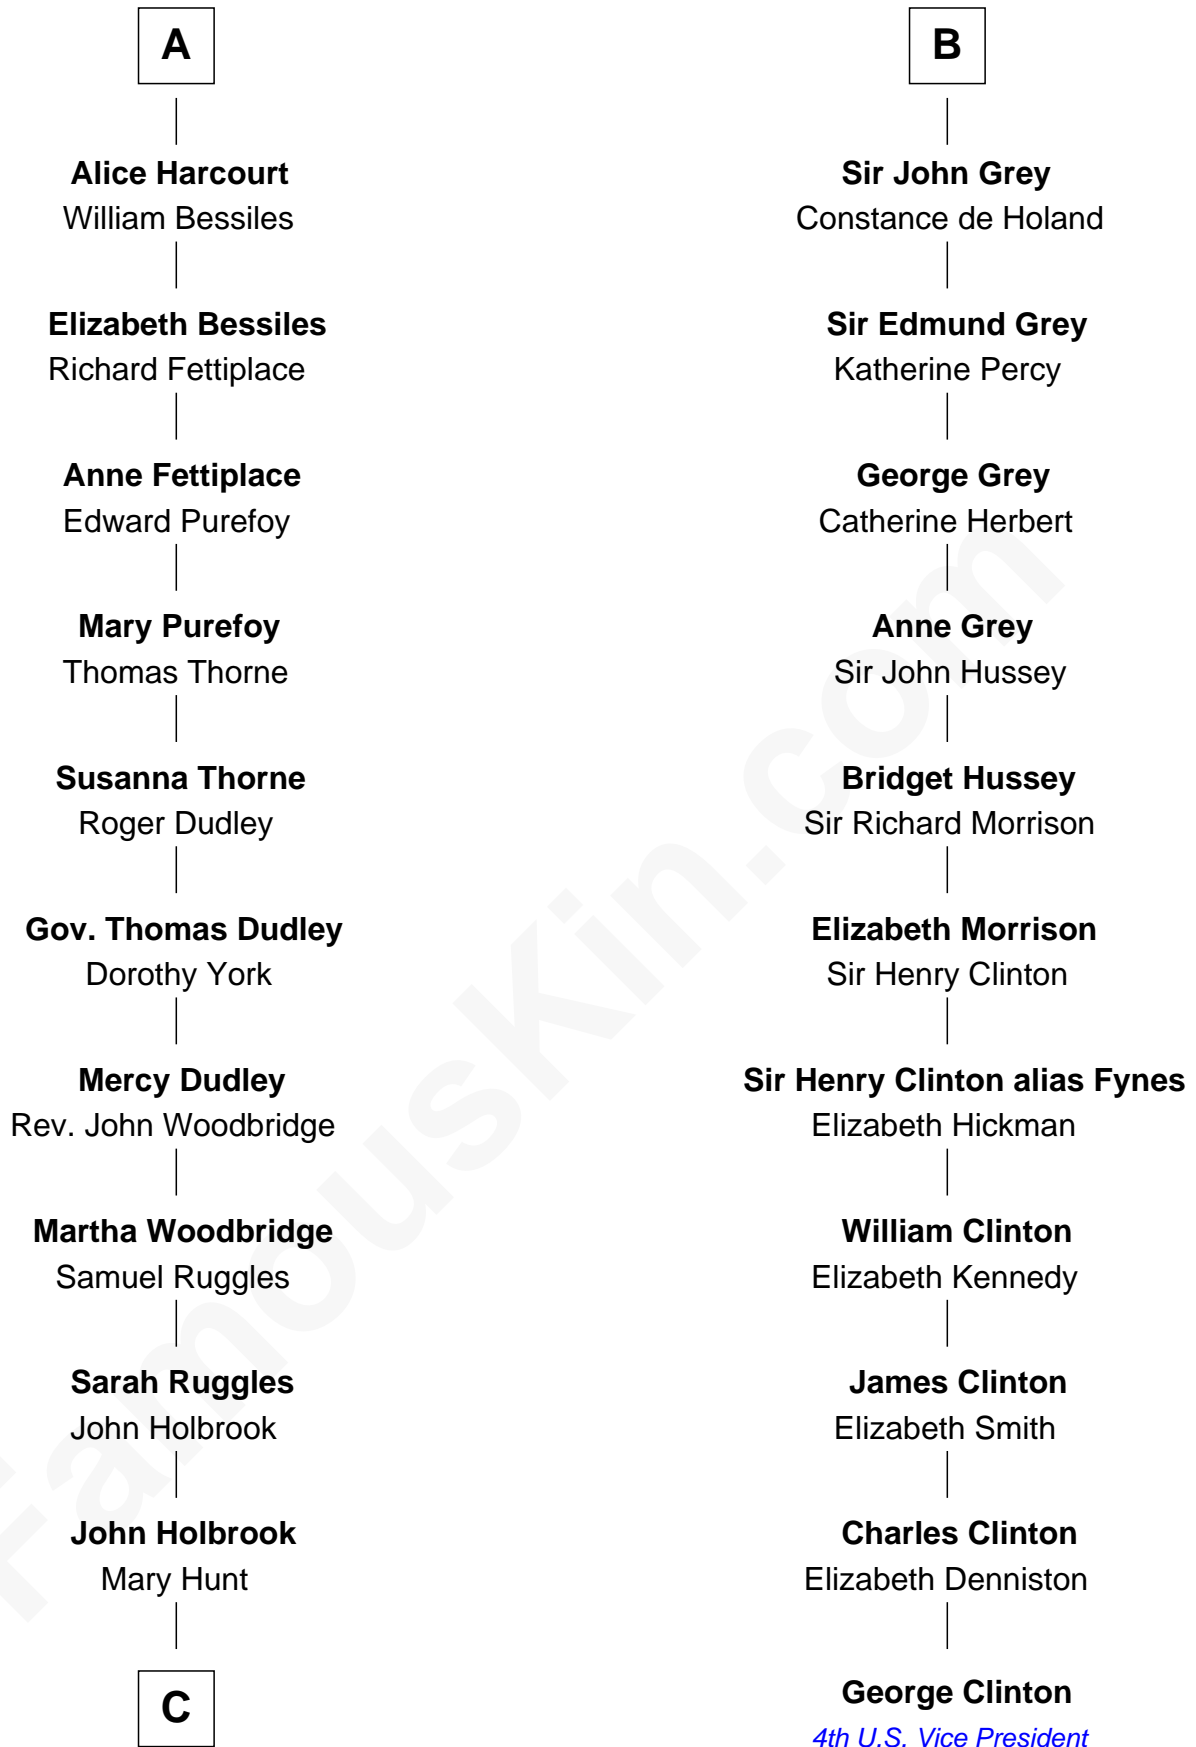 A
Alice Harcourt
William Bessiles
Elizabeth Bessiles
Richard Fettiplace
Anne Fettiplace
Edward Purefoy
Mary Purefoy
Thomas Thorne
Susanna Thorne
Roger Dudley
Gov. Thomas Dudley
Dorothy York
Mercy Dudley
Rev. John Woodbridge
Martha Woodbridge
Samuel Ruggles
Sarah Ruggles
John Holbrook
John Holbrook
Mary Hunt
C
B
Sir John Grey
Constance de Holand
Sir Edmund Grey
Katherine Percy
George Grey
Catherine Herbert
Anne Grey
Sir John Hussey
Bridget Hussey
Sir Richard Morrison
Elizabeth Morrison
Sir Henry Clinton
Sir Henry Clinton alias Fynes
Elizabeth Hickman
William Clinton
Elizabeth Kennedy
James Clinton
Elizabeth Smith
Charles Clinton
Elizabeth Denniston
George Clinton
4th U.S. Vice President
FamousKin.com